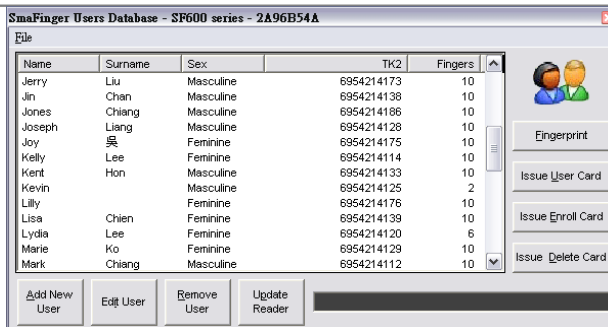 SmaFinger Users Database - SF600 series - 2A96B54A
File
Name Surname Sex TK2 Fingers
Jerry Liu Masculine 6954214173 10
Jin Chan Masculine 6954214138 10
Jones Chiang Masculine 6954214186 10
Joseph Liang Masculine 6954214128 10
Joy 吳 Feminine 6954214175 10
Kelly Lee Feminine 6954214114 10
Kent Hon Masculine 6954214133 10
Kevin Masculine 6954214125 2
Lilly Feminine 6954214176 10
Lisa Chien Feminine 6954214139 10
Lydia Lee Feminine 6954214120 6
Marie Ko Feminine 6954214129 10
Mark Chiang Masculine 6954214112 10
Fingerprint
Issue User Card
Issue Enroll Card
Issue Delete Card
Add New
User
Edit User
Remove
User
Update
Reader